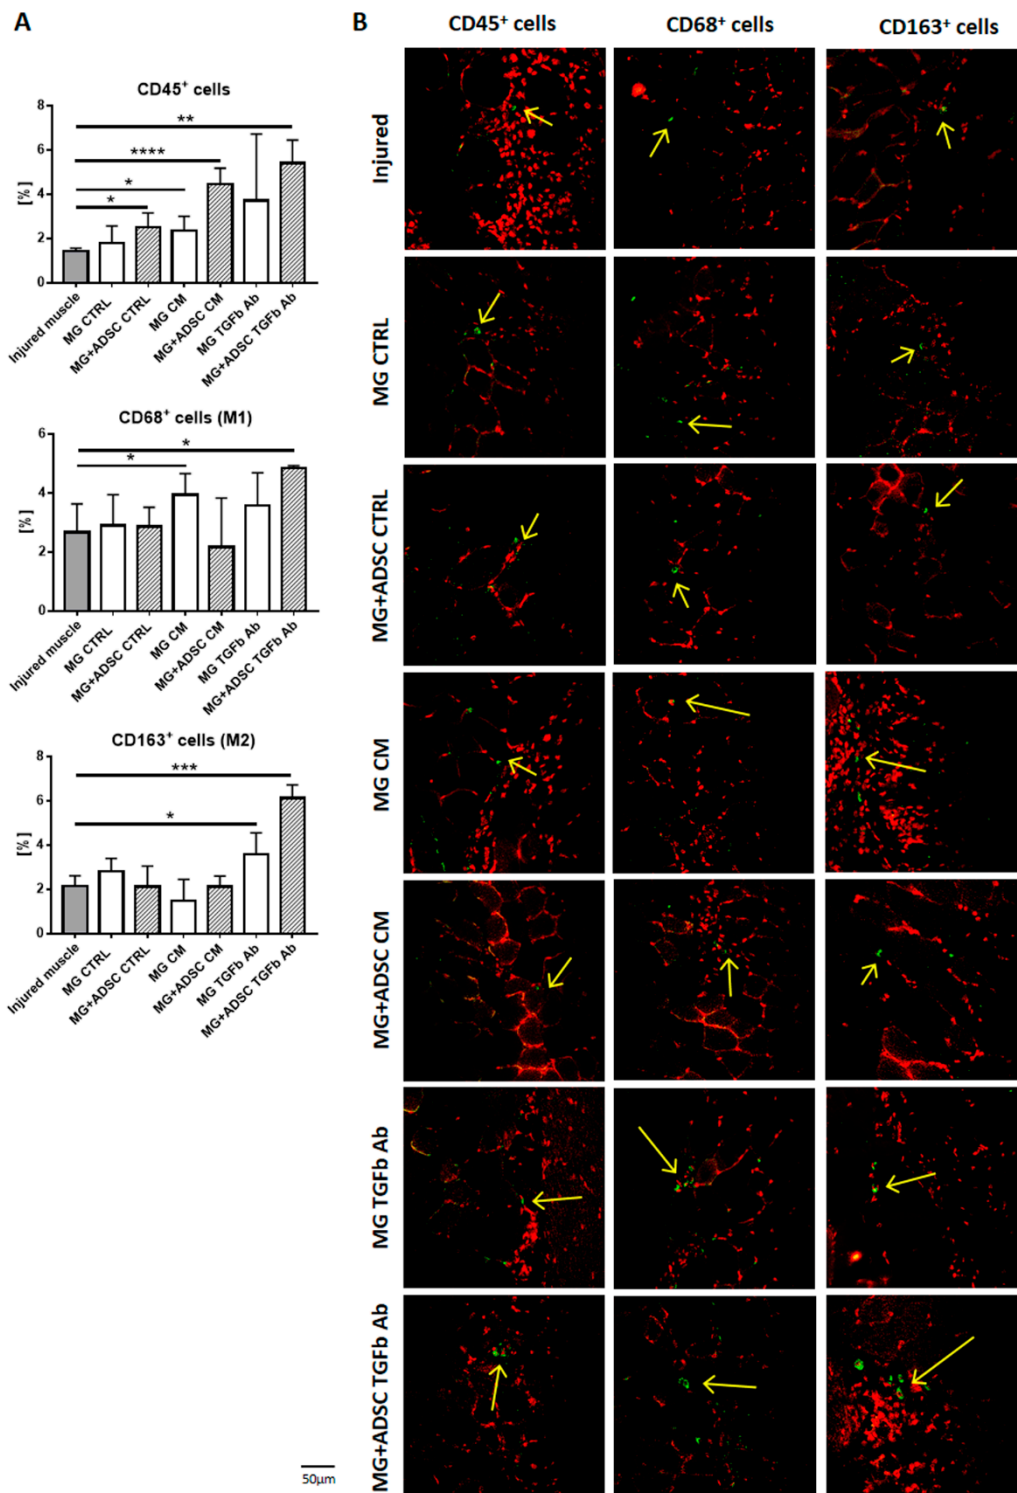 A
CD45+ cells
[%]
8
6
4
2
0
**
****
*
*
Injured muscle
MG CTRL
MG+ADSC CTRL
MG CM
MG+ADSC CM
MG TGFb Ab
MG+ADSC TGFb Ab
CD68+ cells (M1)
[%]
6
4
2
0
*
*
Injured muscle
MG CTRL
MG+ADSC CTRL
MG CM
MG+ADSC CM
MG TGFb Ab
MG+ADSC TGFb Ab
CD163+ cells (M2)
[%]
8
6
4
2
0
***
*
Injured muscle
MG CTRL
MG+ADSC CTRL
MG CM
MG+ADSC CM
MG TGFb Ab
MG+ADSC TGFb Ab
50µm
B
CD45+ cells
CD68+ cells
CD163+ cells
Injured
MG CTRL
MG+ADSC CTRL
MG CM
MG+ADSC CM
MG TGFb Ab
MG+ADSC TGFb Ab